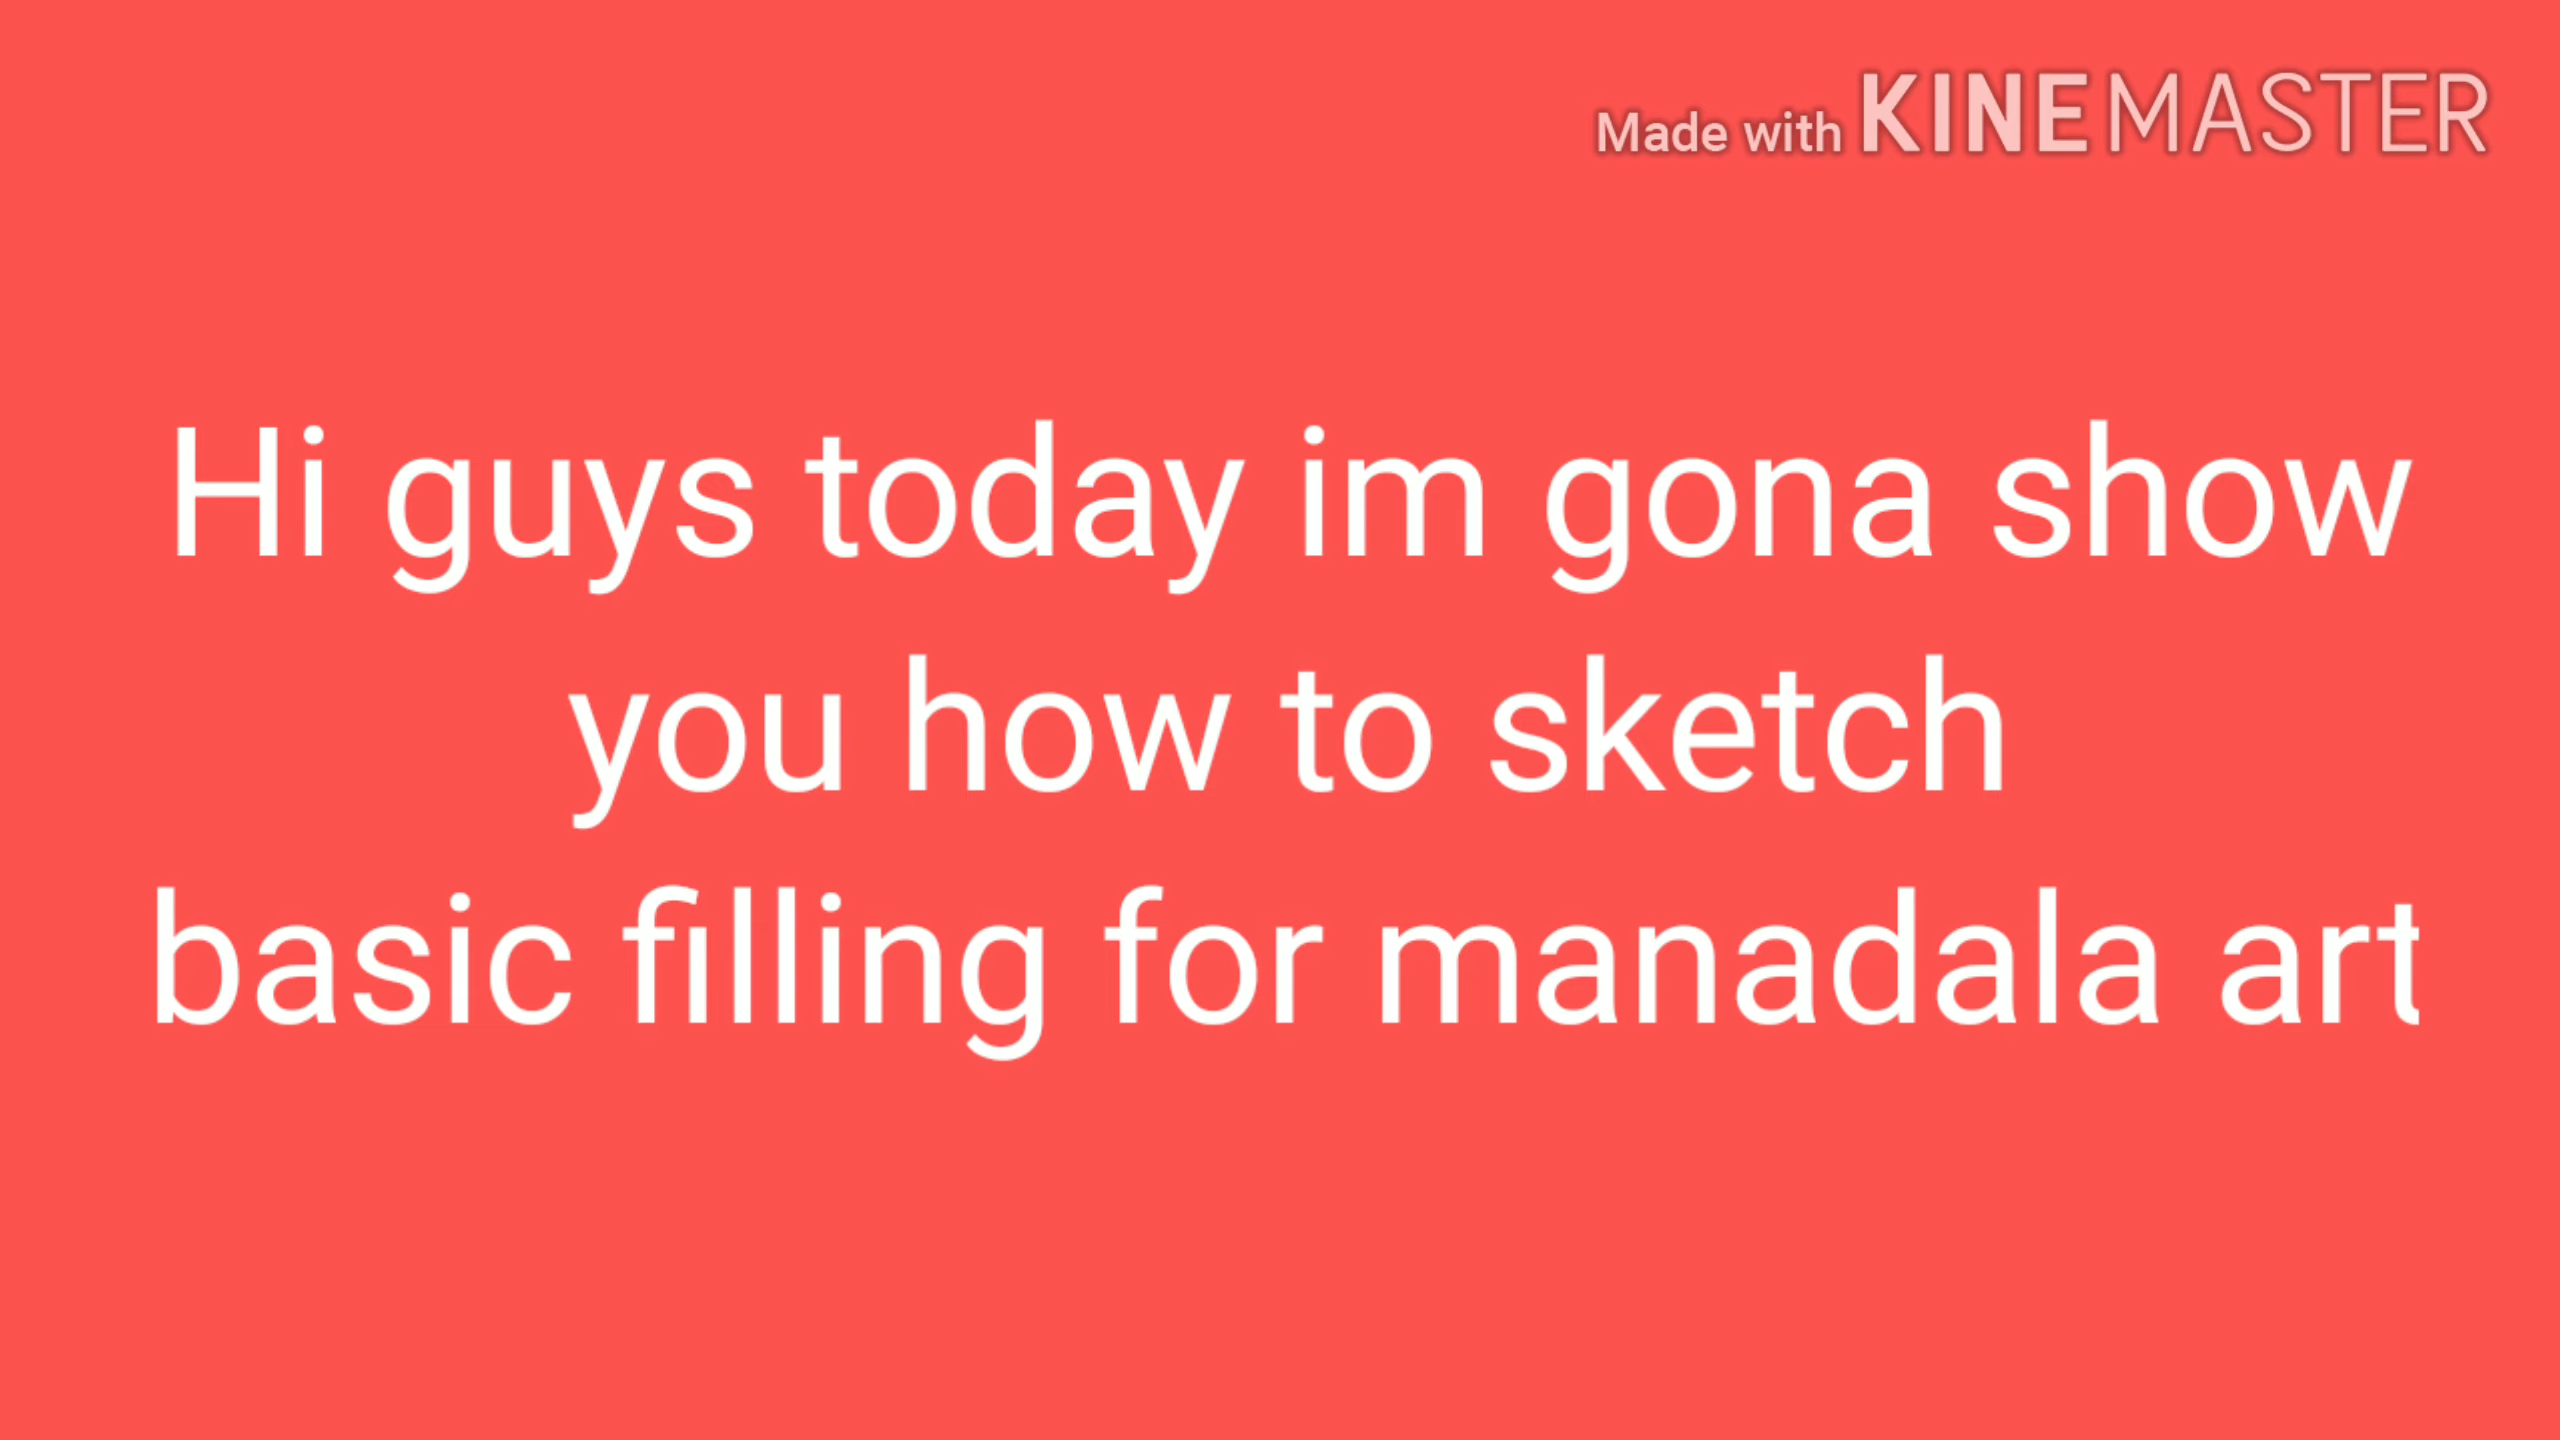 Made with KINEMASTER
Hi guys today im gona show
you how to sketch
basic filling for manadala art